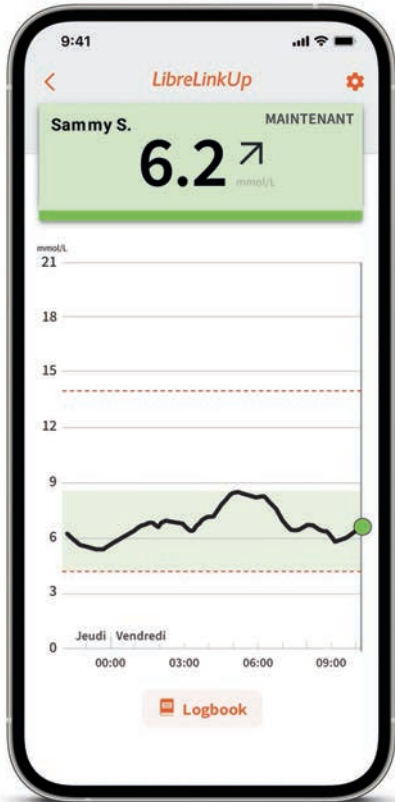 9:41
LibreLinkUp
Sammy S.
MAINTENANT
6.2
mmol/L
mmol/L
21
18
15
12
9
6
3
0
Jeudi Vendredi
00:00 03:00 06:00 09:00
Logbook